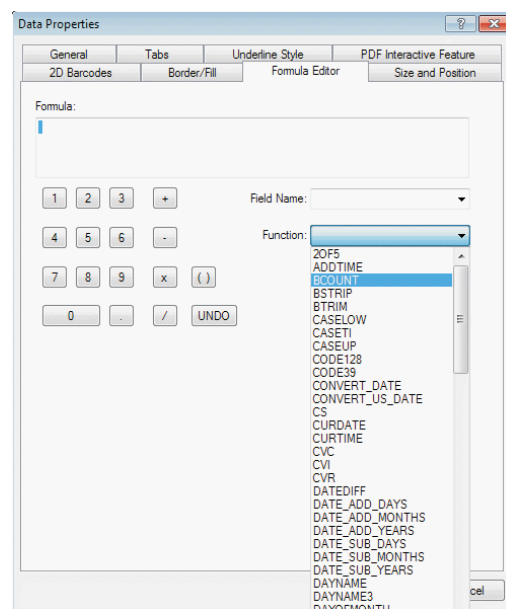 Data Properties
?
General Tabs Underline Style PDF Interactive Feature
2D Barcodes Border/Fill Formula Editor Size and Position
Formula:
1 2 3 + Field Name:
4 5 6 - Function:
7 8 9 x ( )
0 . / UNDO
2OF5
ADDTIME
BCOUNT
BSTRIP
BTRIM
CASELOW
CASETI
CASEUP
CODE128
CODE39
CONVERT_DATE
CONVERT_US_DATE
CS
CURDATE
CURTIME
CVC
CVI
CVR
DATEDIFF
DATE_ADD_DAYS
DATE_ADD_MONTHS
DATE_ADD_YEARS
DATE_SUB_DAYS
DATE_SUB_MONTHS
DATE_SUB_YEARS
DAYNAME
DAYNAME3
DAYOFMONTH
cel